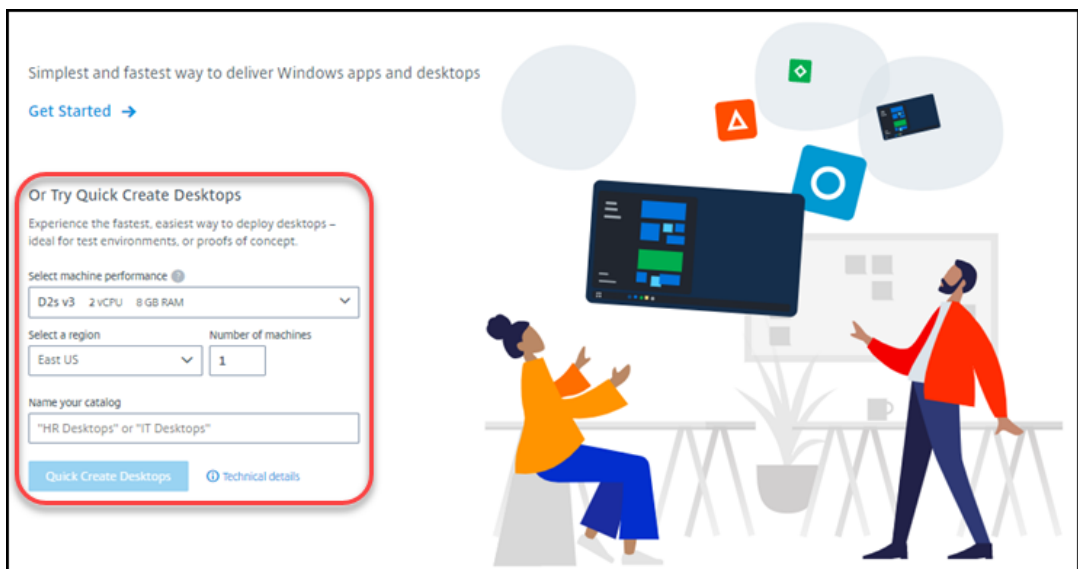 Simplest and fastest way to deliver Windows apps and desktops
Get Started →
Or Try Quick Create Desktops
Experience the fastest, easiest way to deploy desktops –
ideal for test environments, or proofs of concept.
Select machine performance ?
D2s v3 2 vCPU 8 GB RAM
Select a region Number of machines
East US 1
Name your catalog
"HR Desktops" or "IT Desktops"
Quick Create Desktops Technical details